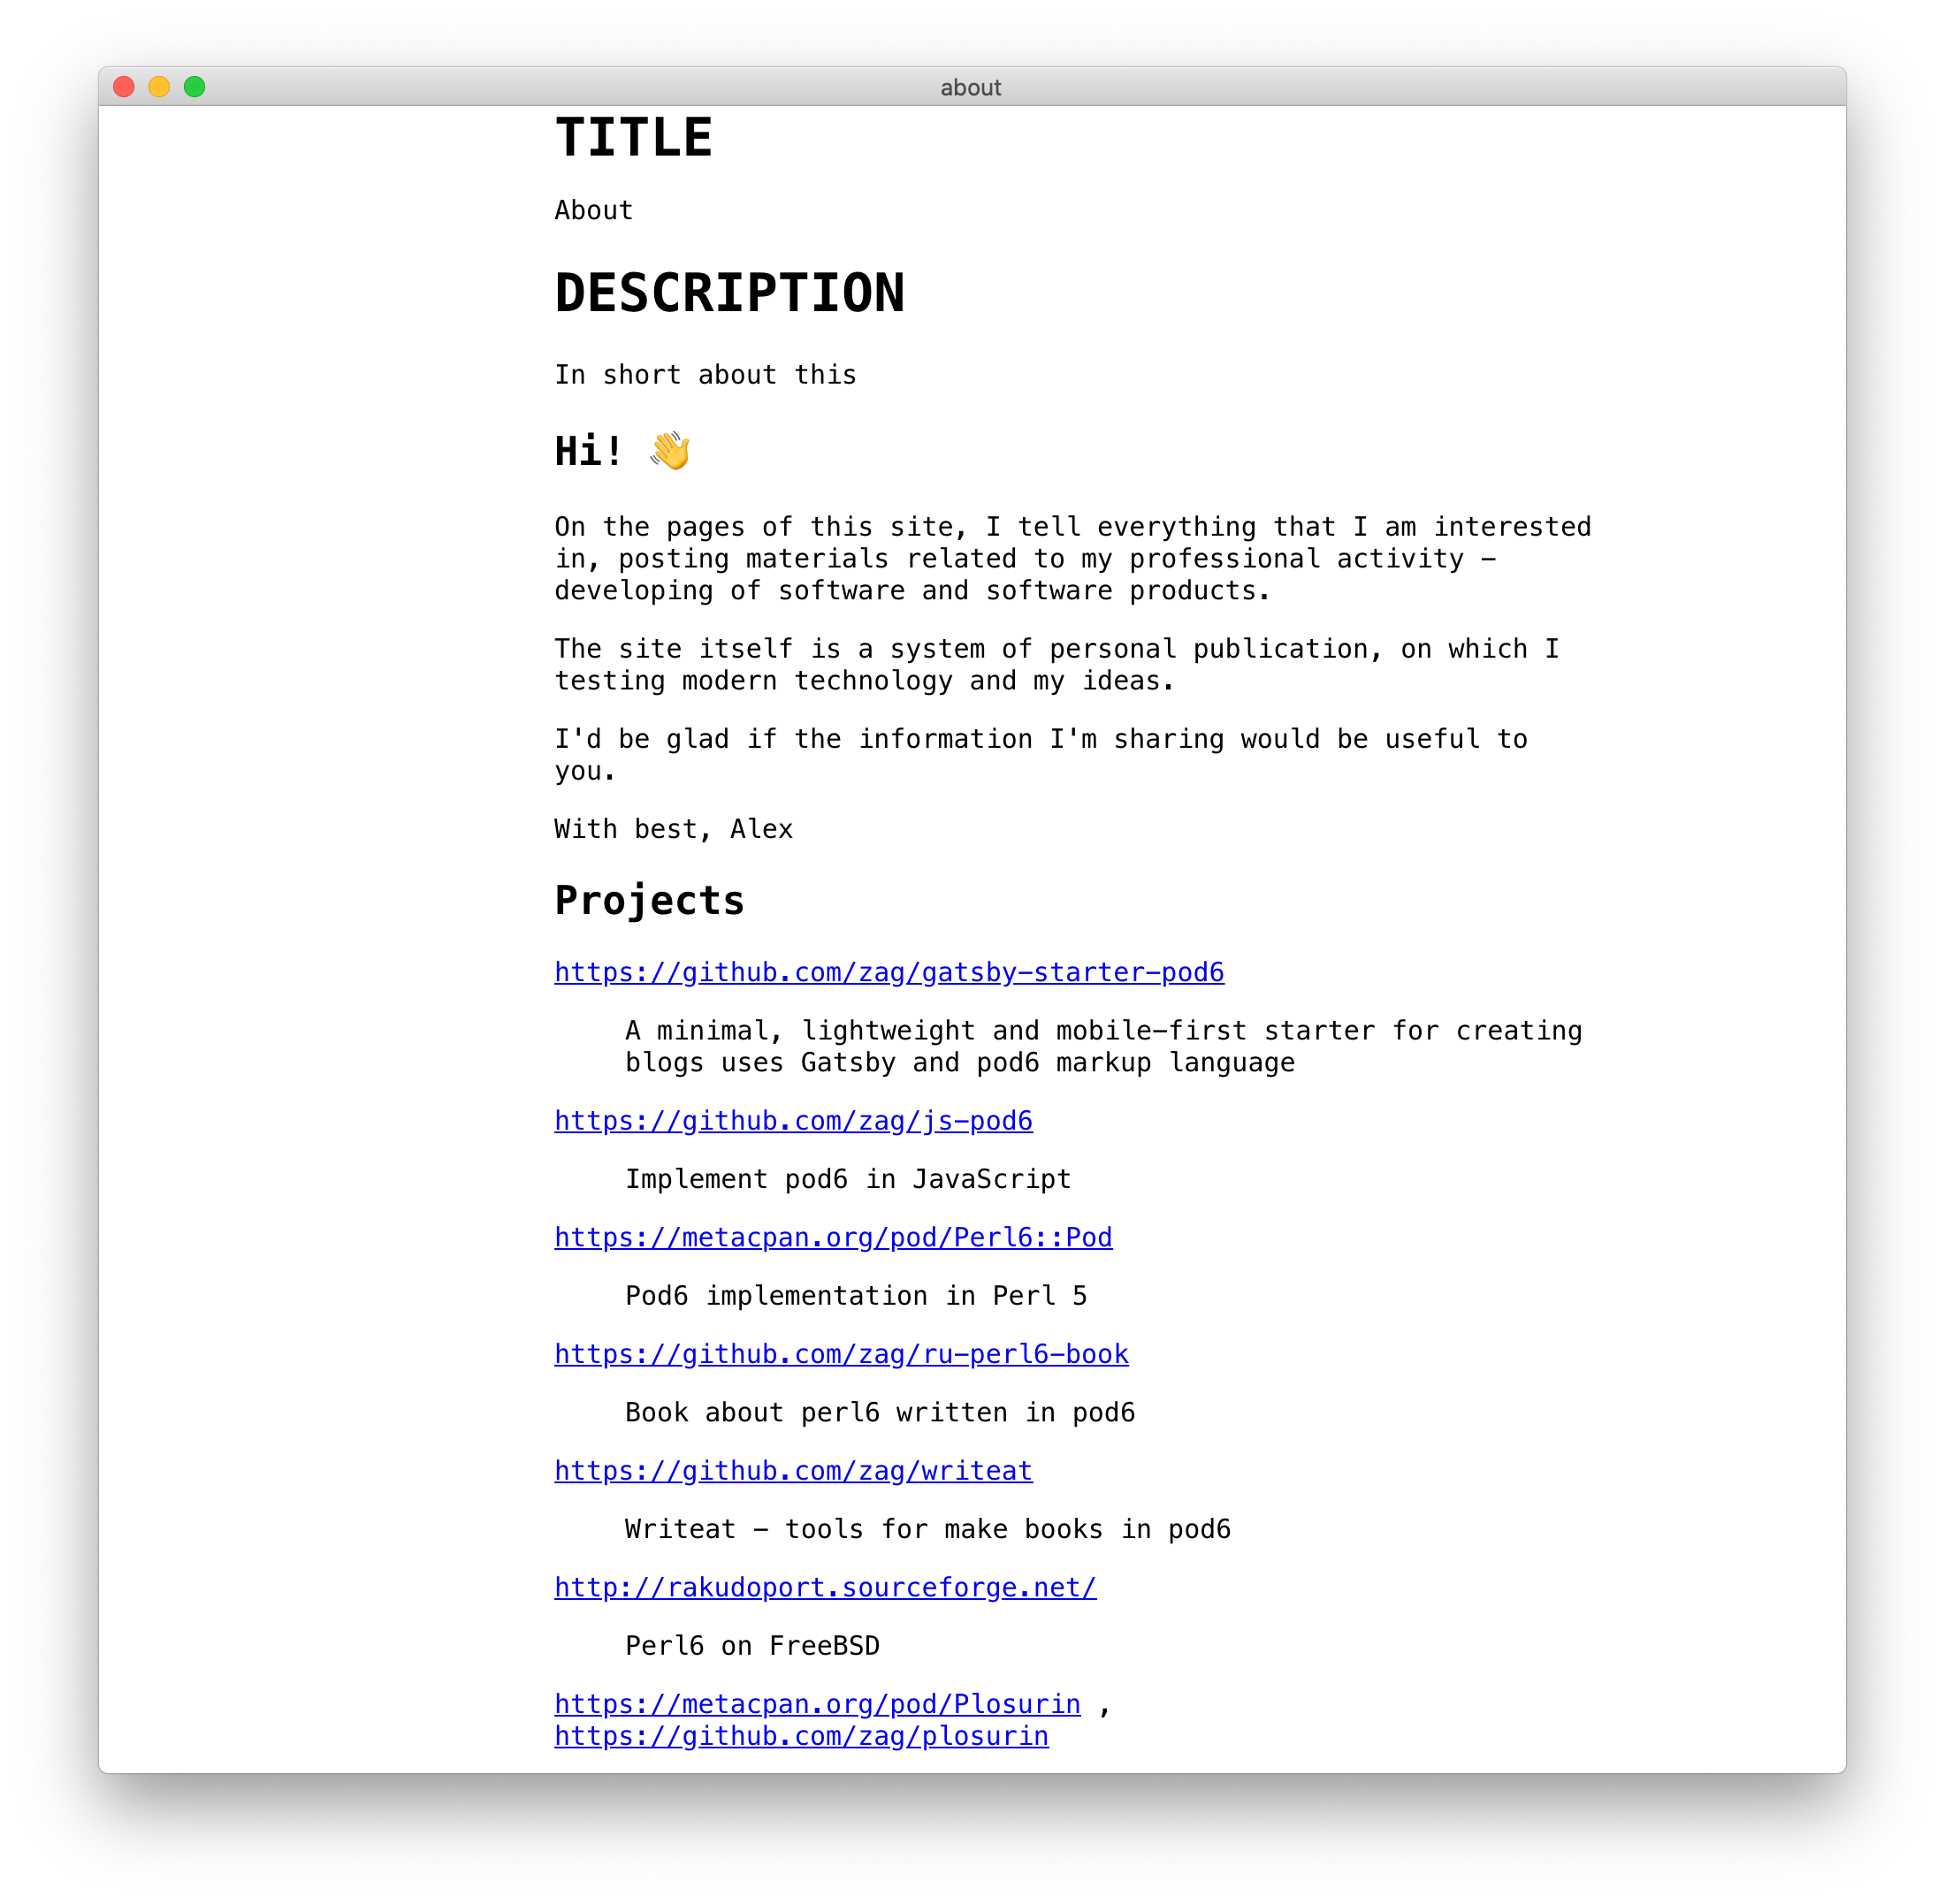 about
TITLE
About
DESCRIPTION
In short about this
Hi! 👋
On the pages of this site, I tell everything that I am interested
in, posting materials related to my professional activity -
developing of software and software products.
The site itself is a system of personal publication, on which I
testing modern technology and my ideas.
I'd be glad if the information I'm sharing would be useful to
you.
With best, Alex
Projects
https://github.com/zag/gatsby-starter-pod6
A minimal, lightweight and mobile-first starter for creating
blogs uses Gatsby and pod6 markup language
https://github.com/zag/js-pod6
Implement pod6 in JavaScript
https://metacpan.org/pod/Perl6::Pod
Pod6 implementation in Perl 5
https://github.com/zag/ru-perl6-book
Book about perl6 written in pod6
https://github.com/zag/writeat
Writeat - tools for make books in pod6
http://rakudoport.sourceforge.net/
Perl6 on FreeBSD
https://metacpan.org/pod/Plosurin ,
https://github.com/zag/plosurin